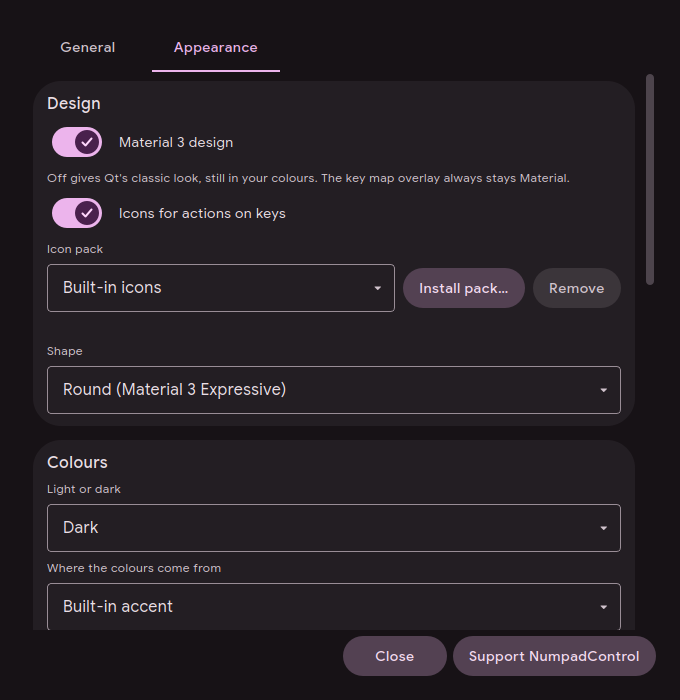 General
Appearance
Design
Material 3 design
Off gives Qt's classic look, still in your colours. The key map overlay always stays Material.
Icons for actions on keys
Icon pack
Built-in icons
Install pack...
Remove
Shape
Round (Material 3 Expressive)
Colours
Light or dark
Dark
Where the colours come from
Built-in accent
Close
Support NumpadControl